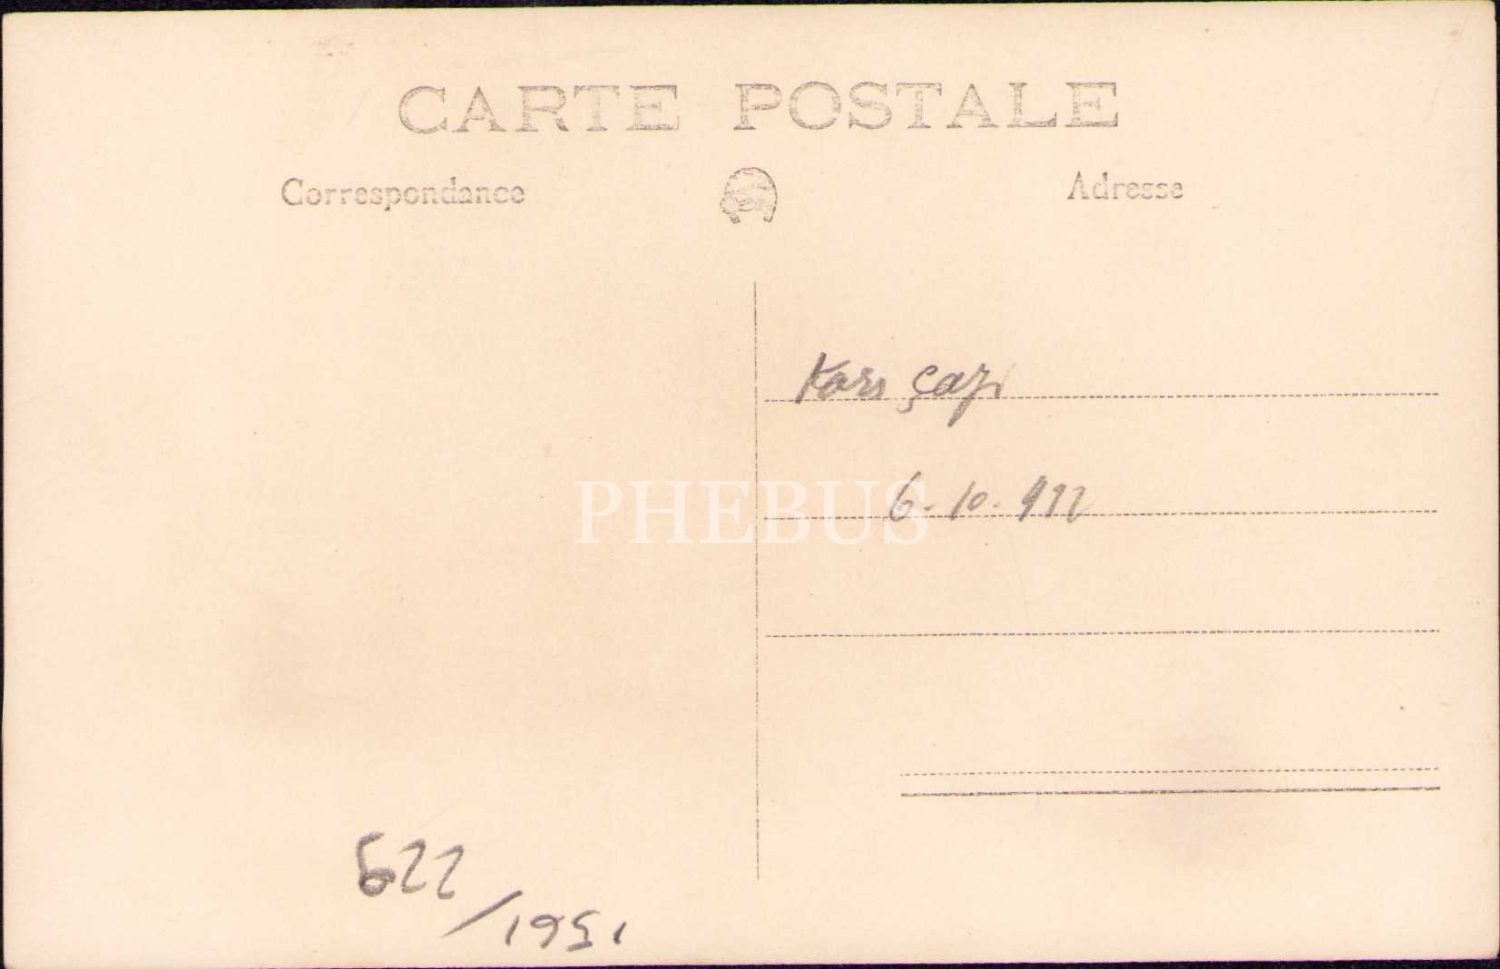 CARTE POSTALE
Correspondance
Adresse
Kars çayı
6-10-922
PHEBUS
622
/1951